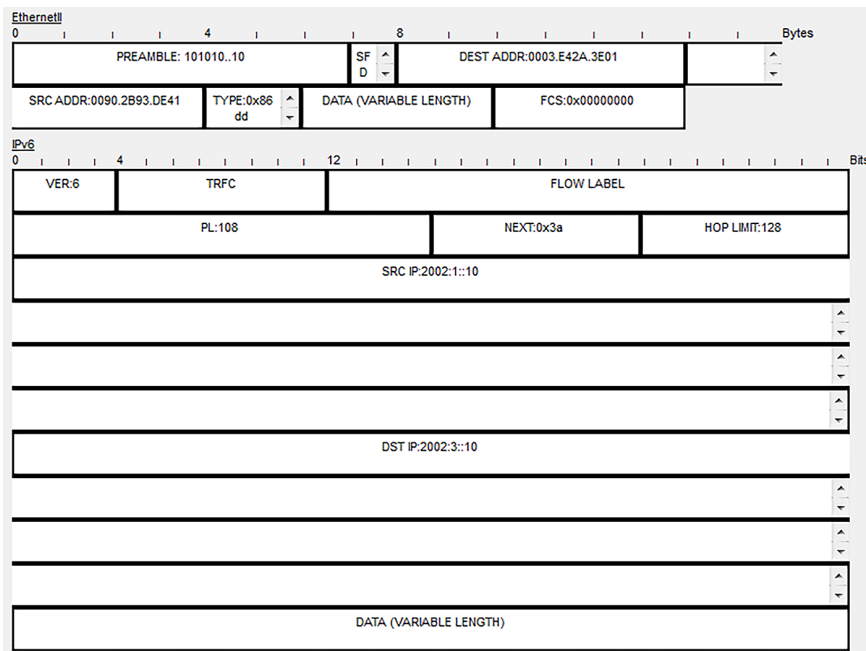 EthernetII
0 4 8 Bytes
PREAMBLE: 101010..10
SF
D
DEST ADDR:0003.E42A.3E01
SRC ADDR:0090.2B93.DE41
TYPE:0x86
dd
DATA (VARIABLE LENGTH)
FCS:0x00000000
IPv6
0 4 12 Bits
VER:6
TRFC
FLOW LABEL
PL:108
NEXT:0x3a
HOP LIMIT:128
SRC IP:2002:1::10
DST IP:2002:3::10
DATA (VARIABLE LENGTH)